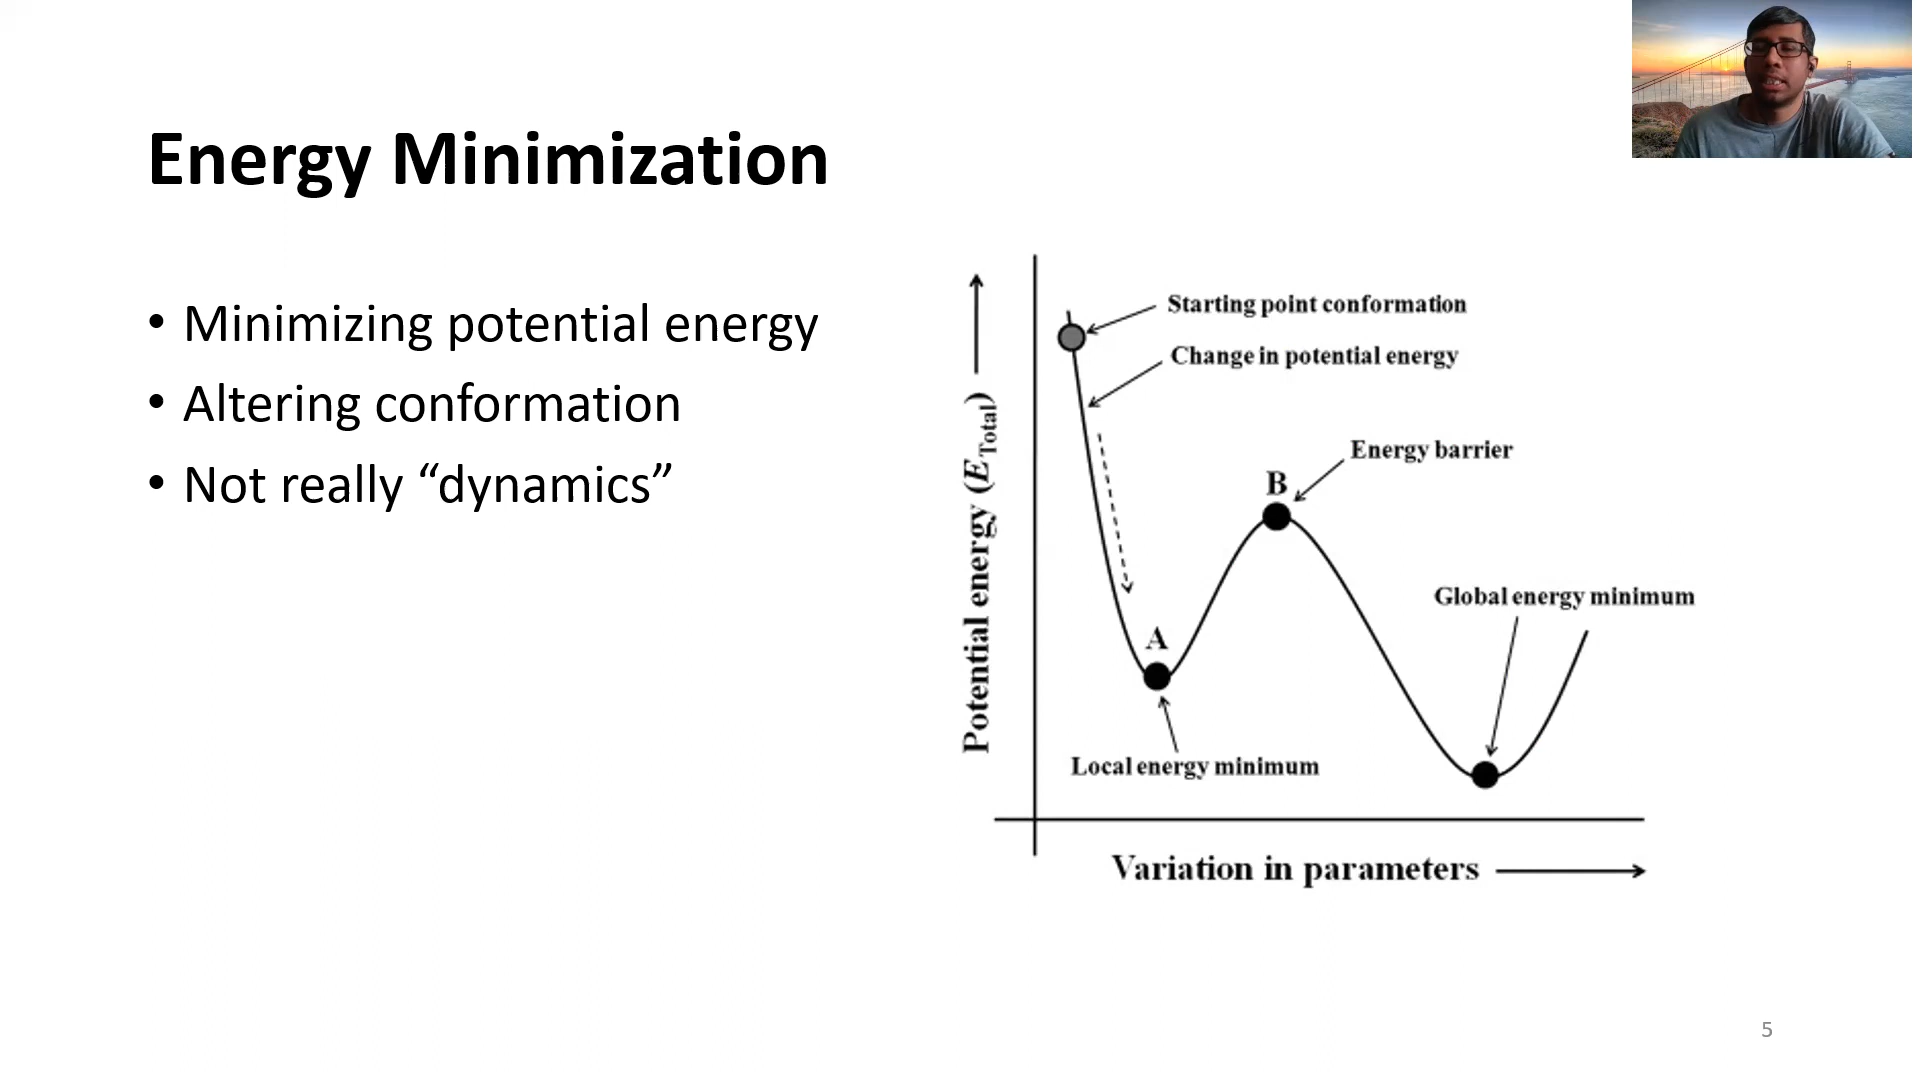 Energy Minimization
• Minimizing potential energy
• Altering conformation
• Not really “dynamics”
Starting point conformation
Change in potential energy
Energy barrier
B
Global energy minimum
A
Local energy minimum
Potential energy (ETotal)
Variation in parameters
5